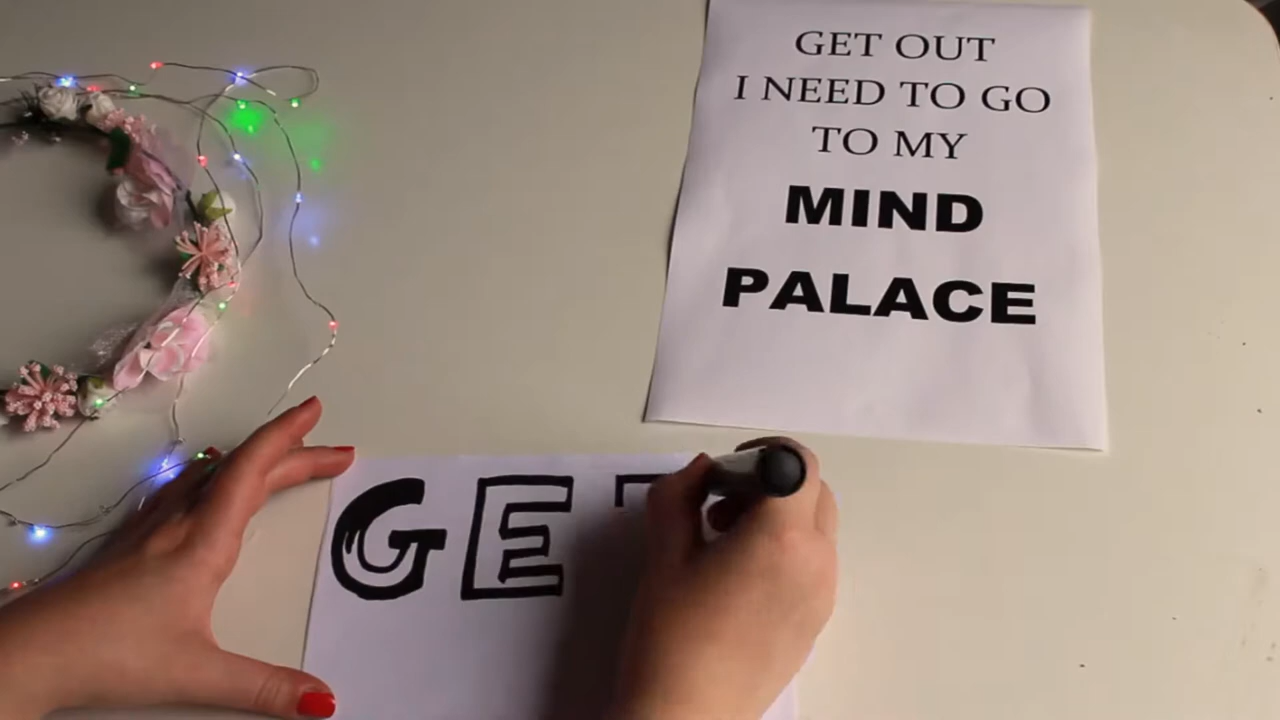 GET OUT
I NEED TO GO
TO MY
MIND
PALACE
GE